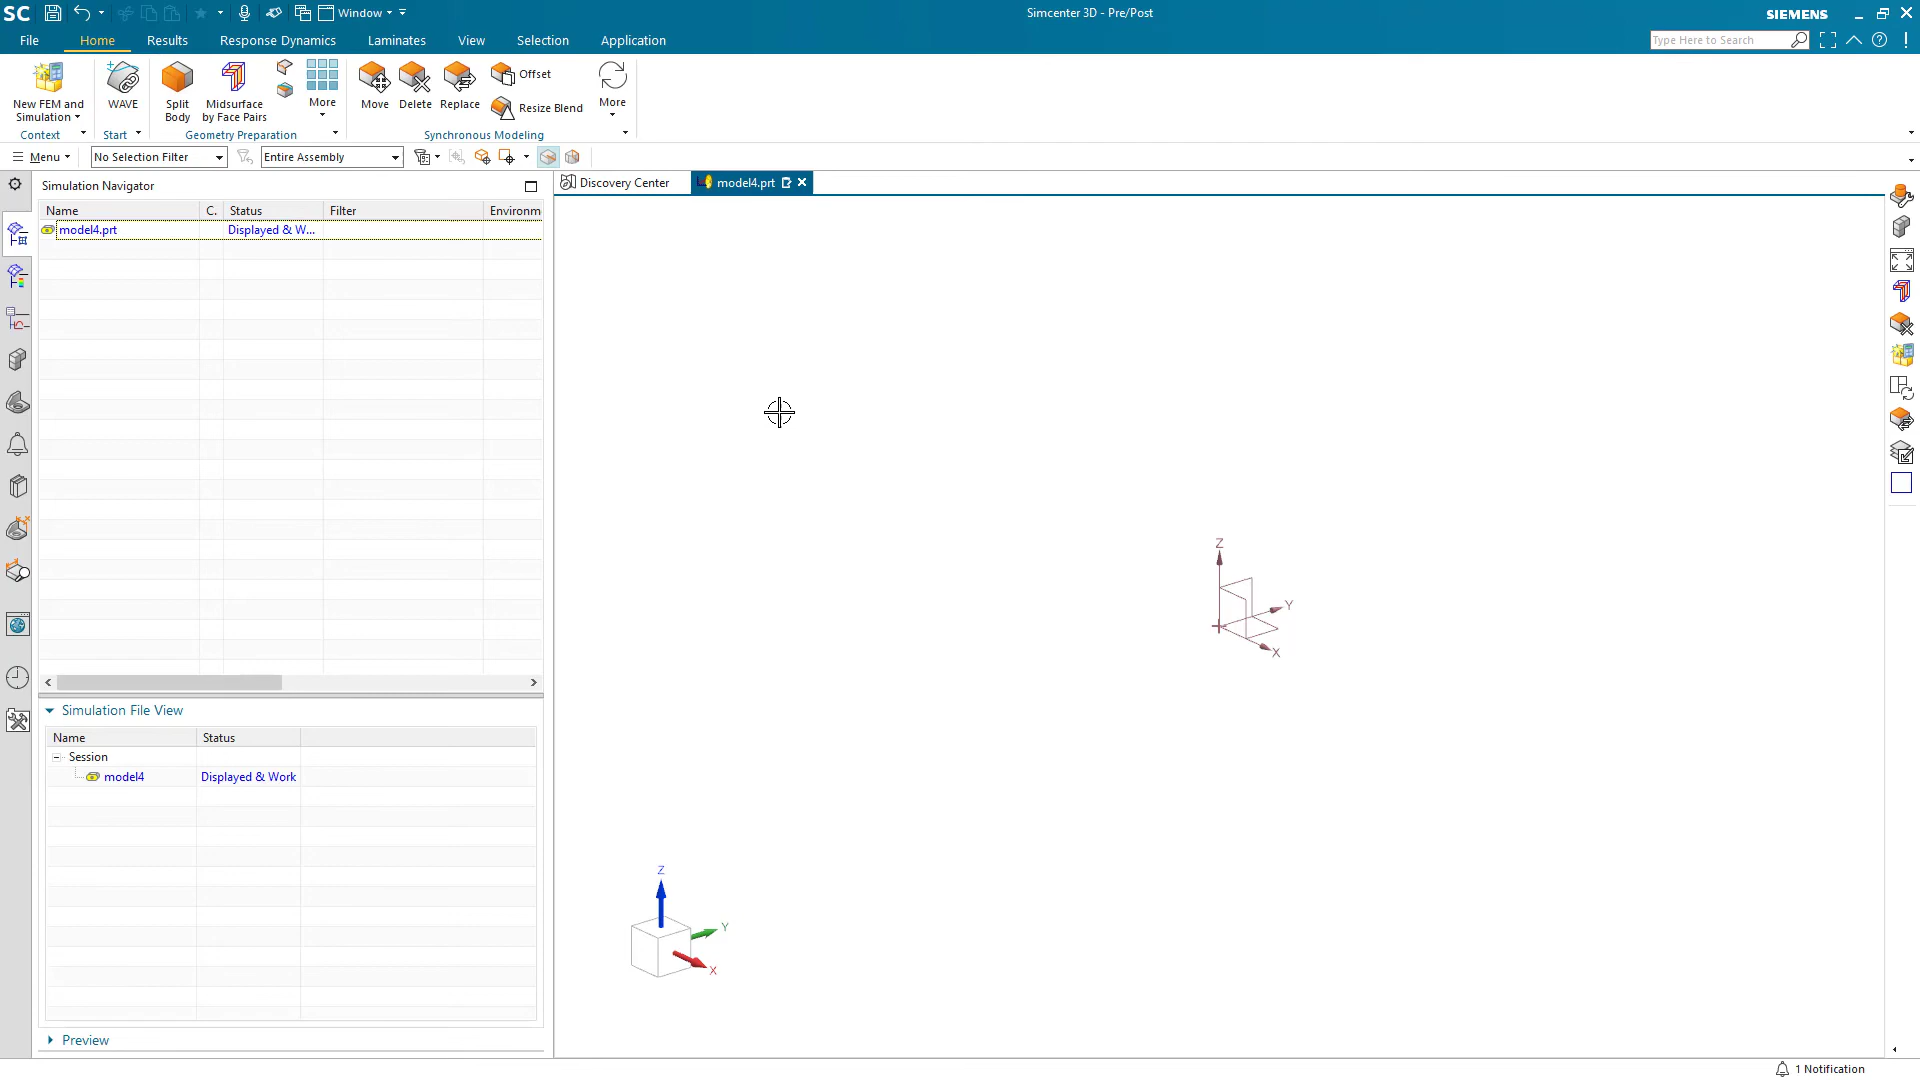 SC
Window
Simcenter 3D - Pre/Post
SIEMENS
File
Home
Results
Response Dynamics
Laminates
View
Selection
Application
Type Here to Search
New FEM and
Simulation
WAVE
Split
Body
Midsurface
by Face Pairs
More
Move
Delete
Replace
Offset
Resize Blend
More
Context
Start
Geometry Preparation
Synchronous Modeling
Menu
No Selection Filter
Entire Assembly
Simulation Navigator
Discovery Center
model4.prt
Name
C.
Status
Filter
Environm
model4.prt
Displayed & W...
Z
Y
X
Simulation File View
Name
Status
Session
model4
Displayed & Work
Z
Y
X
Preview
1 Notification